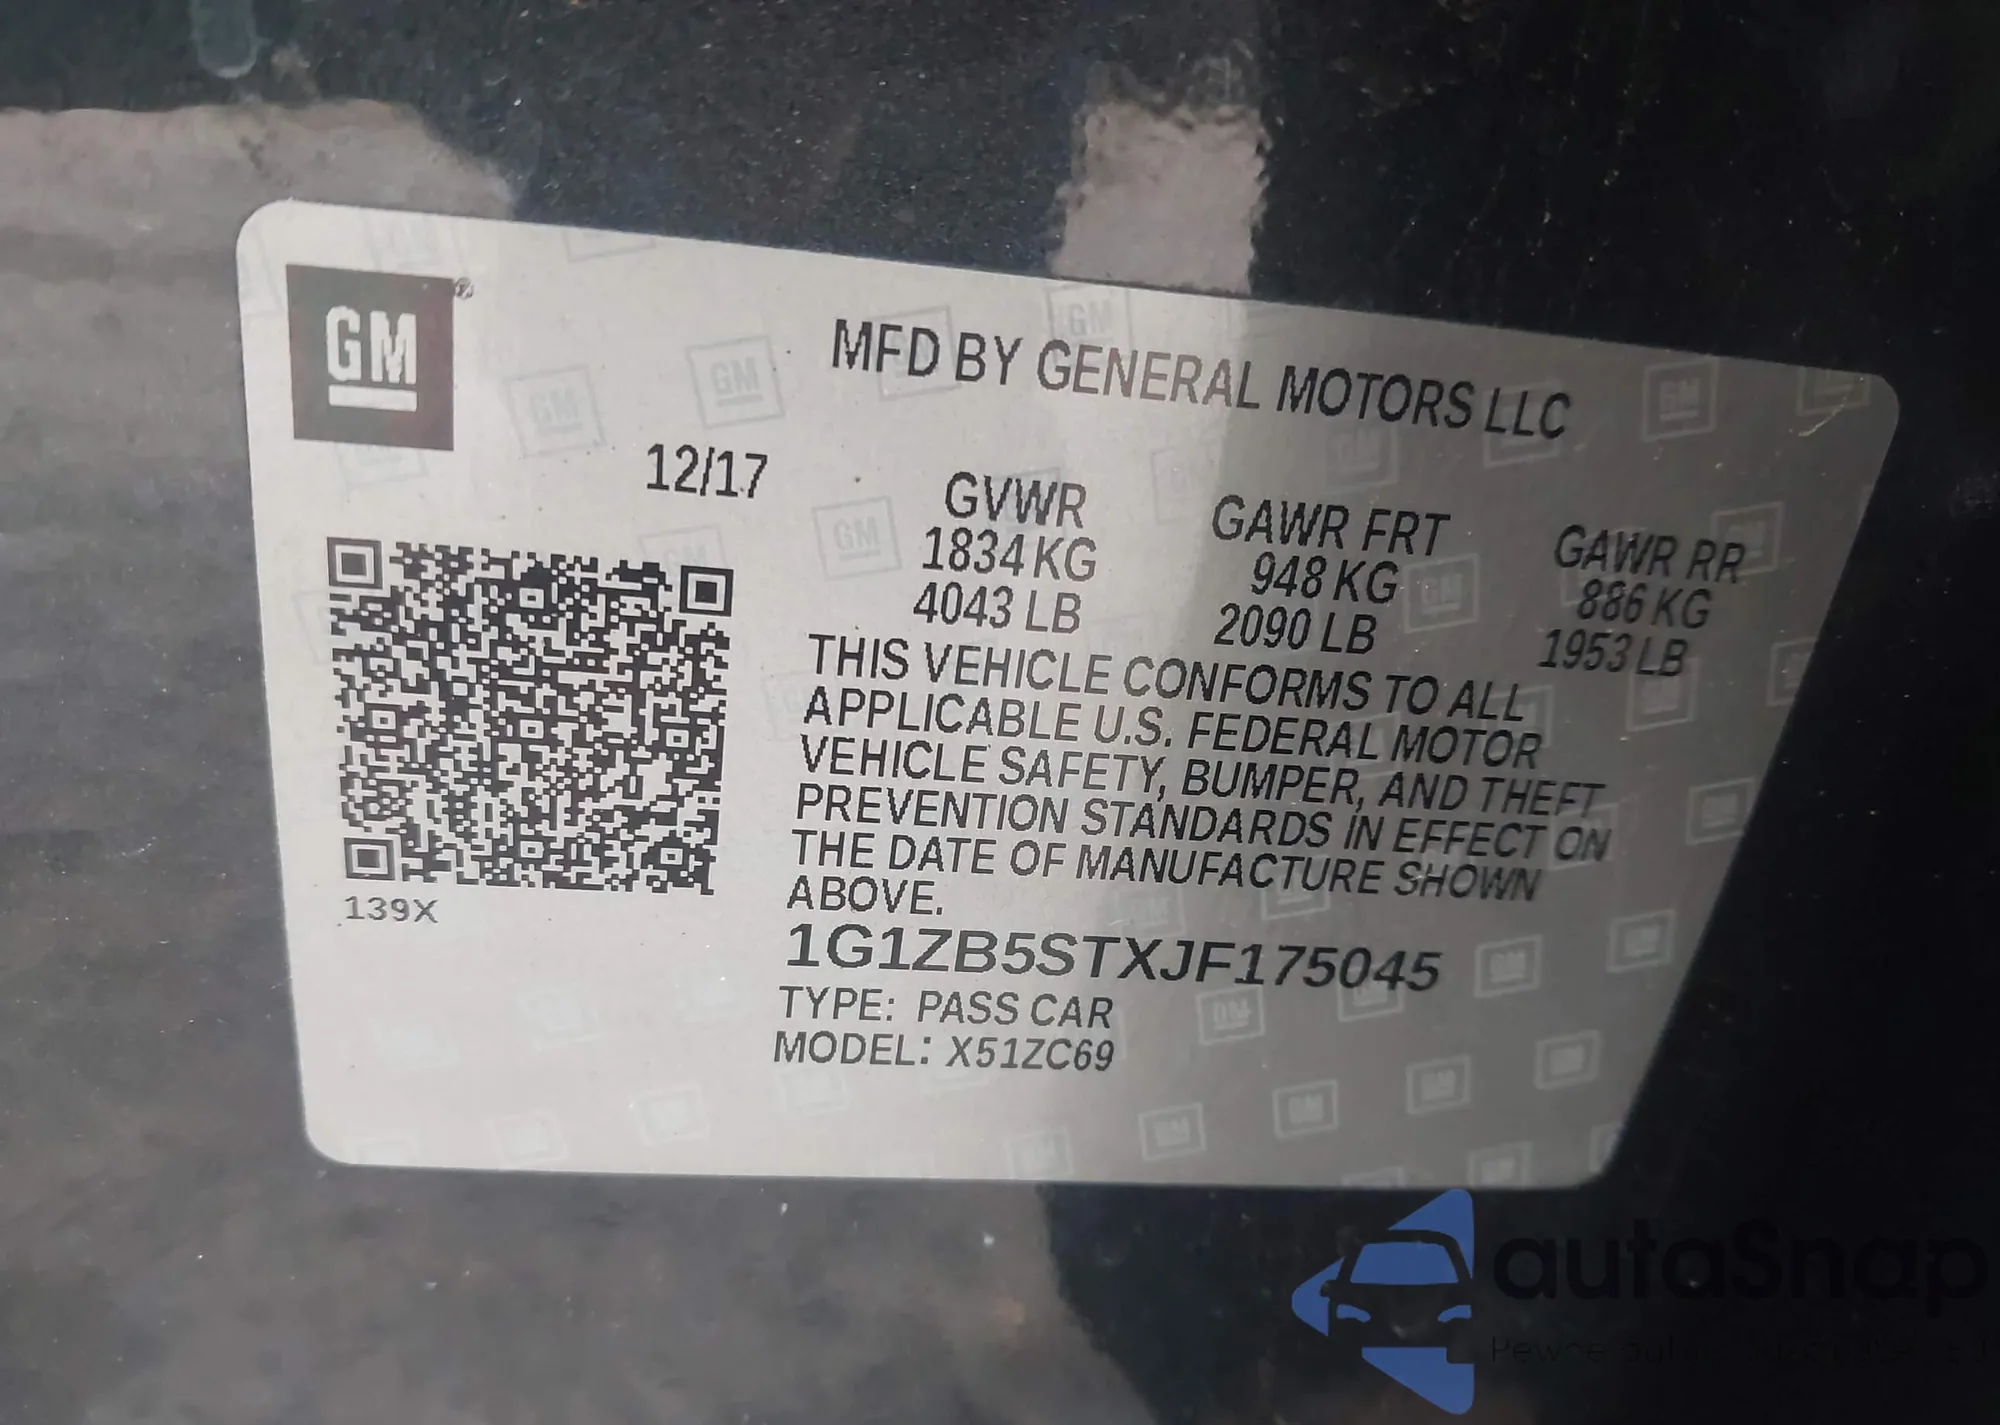 GM®
MFD BY GENERAL MOTORS LLC
12/17
GVWR GAWR FRT GAWR RR
1834 KG 948 KG 886 KG
4043 LB 2090 LB 1953 LB
THIS VEHICLE CONFORMS TO ALL
APPLICABLE U.S. FEDERAL MOTOR
VEHICLE SAFETY, BUMPER, AND THEFT
PREVENTION STANDARDS IN EFFECT ON
THE DATE OF MANUFACTURE SHOWN
ABOVE.
139X
1G1ZB5STXJF175045
TYPE: PASS CAR
MODEL: X51ZC69
autaSnap
Pewne